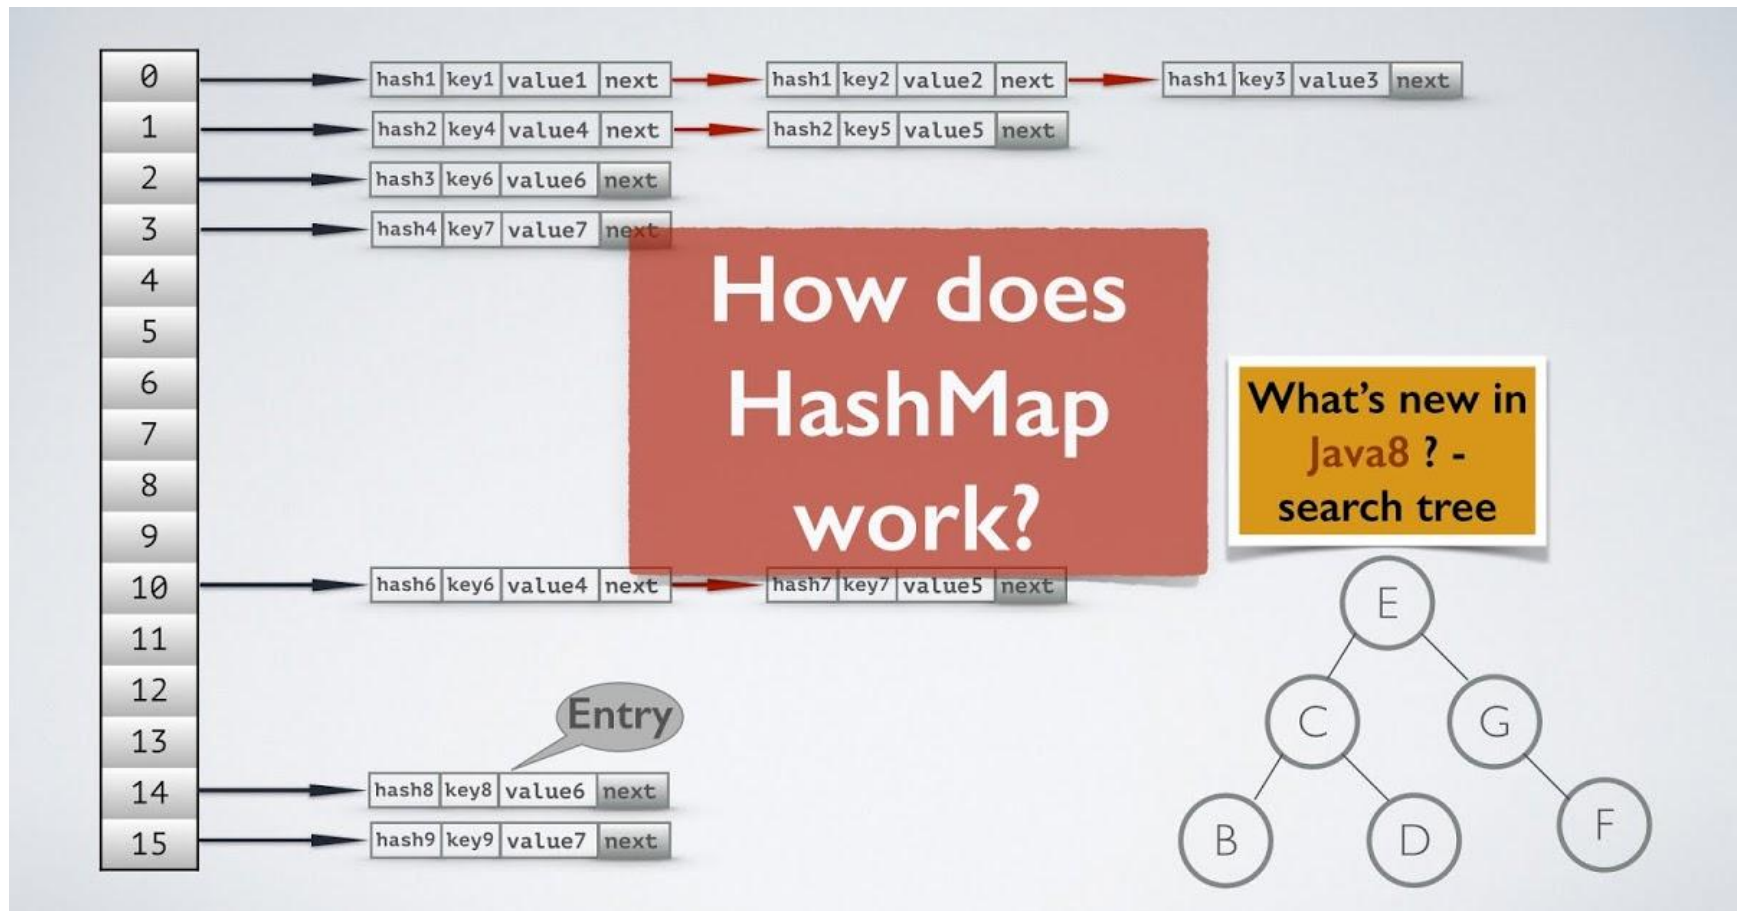 0 hash1 key1 value1 next hash1 key2 value2 next hash1 key3 value3 next
1 hash2 key4 value4 next hash2 key5 value5 next
2 hash3 key6 value6 next
3 hash4 key7 value7 next
4
5
6
7
8
9
10 hash6 key6 value4 next hash7 key7 value5 next
11
12
13
14 hash8 key8 value6 next
15 hash9 key9 value7 next
Entry
How does
HashMap
work?
What's new in
Java8 ? -
search tree
E
C G
B D F